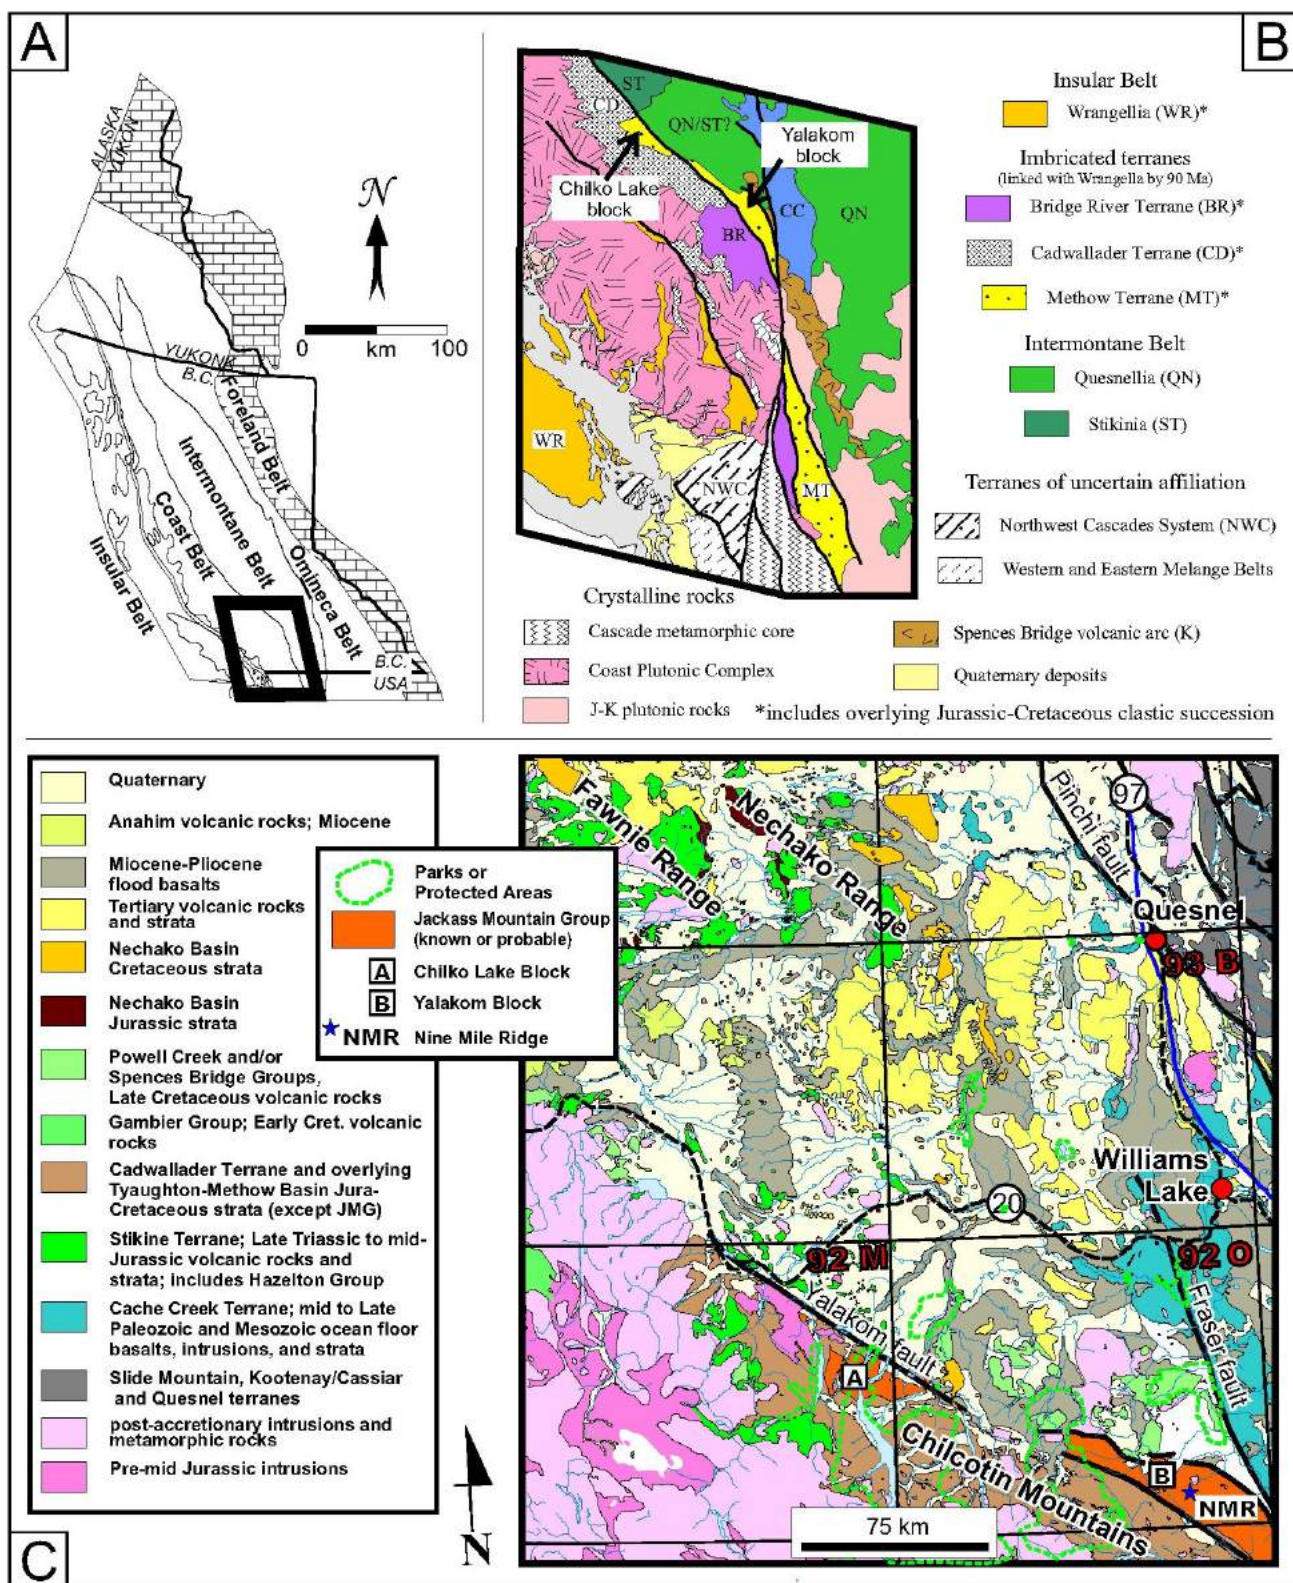 A
ALASKA
YUKON
N
0 km 100
YUKON
B.C.
Foreland Belt
Intermontane Belt
Coast Belt
Insular Belt
Omineca Belt
B.C.
USA
B
ST
CD
QN/ST?
Yalakom
block
Chilko Lake
block
CC
QN
BR
WR
NWC
MT
Insular Belt
Wrangellia (WR)*
Imbricated terranes
(linked with Wrangella by 90 Ma)
Bridge River Terrane (BR)*
Cadwallader Terrane (CD)*
Methow Terrane (MT)*
Intermontane Belt
Quesnellia (QN)
Stikinia (ST)
Terranes of uncertain affiliation
Northwest Cascades System (NWC)
Western and Eastern Melange Belts
Crystalline rocks
Cascade metamorphic core
Coast Plutonic Complex
J-K plutonic rocks
Spences Bridge volcanic arc (K)
Quaternary deposits
*includes overlying Jurassic-Cretaceous clastic succession
Quaternary
Anahim volcanic rocks; Miocene
Miocene-Pliocene
flood basalts
Tertiary volcanic rocks
and strata
Nechako Basin
Cretaceous strata
Nechako Basin
Jurassic strata
Powell Creek and/or
Spences Bridge Groups,
Late Cretaceous volcanic rocks
Gambier Group; Early Cret. volcanic
rocks
Cadwallader Terrane and overlying
Tyaughton-Methow Basin Jura-
Cretaceous strata (except JMG)
Stikine Terrane; Late Triassic to mid-
Jurassic volcanic rocks and
strata; includes Hazelton Group
Cache Creek Terrane; mid to Late
Paleozoic and Mesozoic ocean floor
basalts, intrusions, and strata
Slide Mountain, Kootenay/Cassiar
and Quesnel terranes
post-accretionary intrusions and
metamorphic rocks
Pre-mid Jurassic intrusions
Parks or
Protected Areas
Jackass Mountain Group
(known or probable)
A Chilko Lake Block
B Yalakom Block
NMR Nine Mile Ridge
N
C
Fawnie Range
Nechako Range
Pinchi fault
97
Quesnel
93 B
Williams
Lake
20
92 M
92 O
Yalakom fault
Fraser fault
A
Chilcotin Mountains
B
NMR
75 km